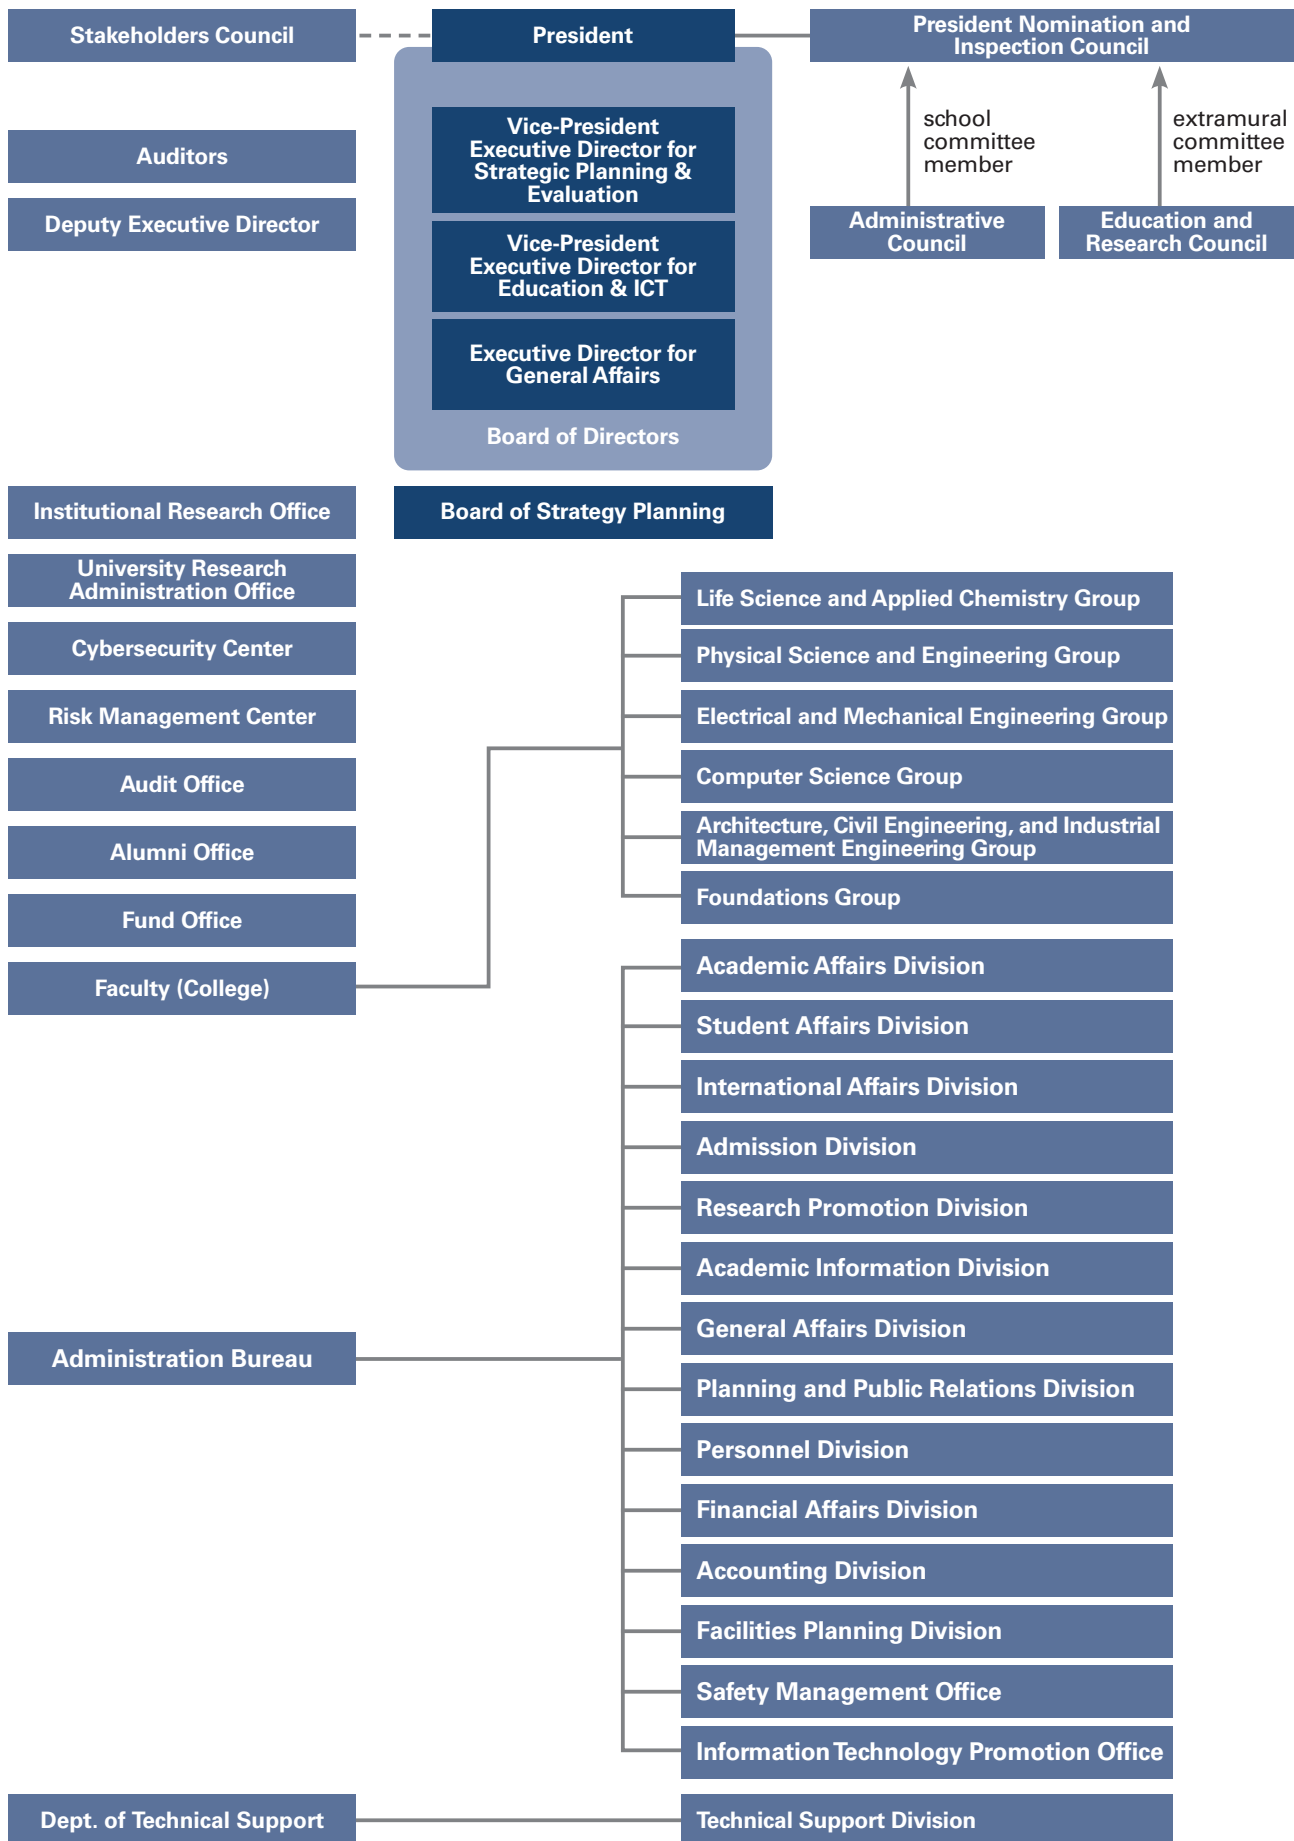 Stakeholders Council
President
President Nomination and
Inspection Council
school
committee
member
extramural
committee
member
Auditors
Deputy Executive Director
Vice-President
Executive Director for
Strategic Planning &
Evaluation
Vice-President
Executive Director for
Education & ICT
Executive Director for
General Affairs
Board of Directors
Administrative
Council
Education and
Research Council
Institutional Research Office
Board of Strategy Planning
University Research
Administration Office
Cybersecurity Center
Risk Management Center
Audit Office
Alumni Office
Fund Office
Faculty (College)
Life Science and Applied Chemistry Group
Physical Science and Engineering Group
Electrical and Mechanical Engineering Group
Computer Science Group
Architecture, Civil Engineering, and Industrial
Management Engineering Group
Foundations Group
Administration Bureau
Academic Affairs Division
Student Affairs Division
International Affairs Division
Admission Division
Research Promotion Division
Academic Information Division
General Affairs Division
Planning and Public Relations Division
Personnel Division
Financial Affairs Division
Accounting Division
Facilities Planning Division
Safety Management Office
Information Technology Promotion Office
Dept. of Technical Support
Technical Support Division